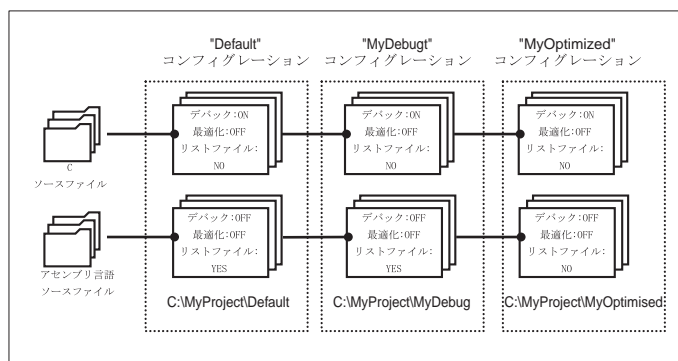 "Default"
コンフィグレーション
"MyDebugt"
コンフィグレーション
"MyOptimized"
コンフィグレーション
C
ソースファイル
デバック:ON
最適化:OFF
リストファイル:
NO
デバック:ON
最適化:OFF
リストファイル:
NO
デバック:ON
最適化:OFF
リストファイル:
NO
アセンブリ言語
ソースファイル
デバック:OFF
最適化:OFF
リストファイル:
YES
デバック:OFF
最適化:OFF
リストファイル:
YES
デバック:OFF
最適化:OFF
リストファイル:
NO
C:\MyProject\Default
C:\MyProject\MyDebug
C:\MyProject\MyOptimised